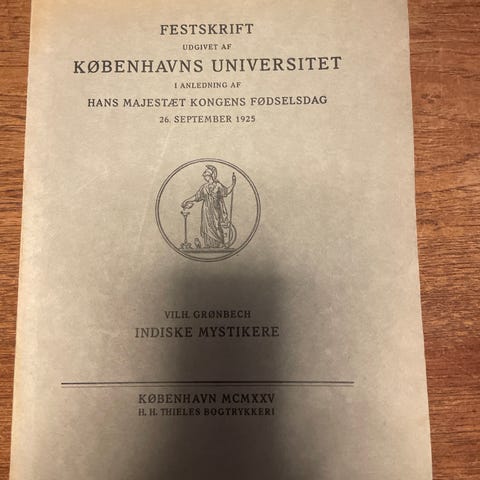 FESTSKRIFT
UDGIVET AF
KØBENHAVNS UNIVERSITET
I ANLEDNING AF
HANS MAJESTÆT KONGENS FØDSELSDAG
26. SEPTEMBER 1925
VILH. GRØNBECH
INDISKE MYSTIKERE
KØBENHAVN MCMXXV
H. H. THIELES BOGTRYKKERI